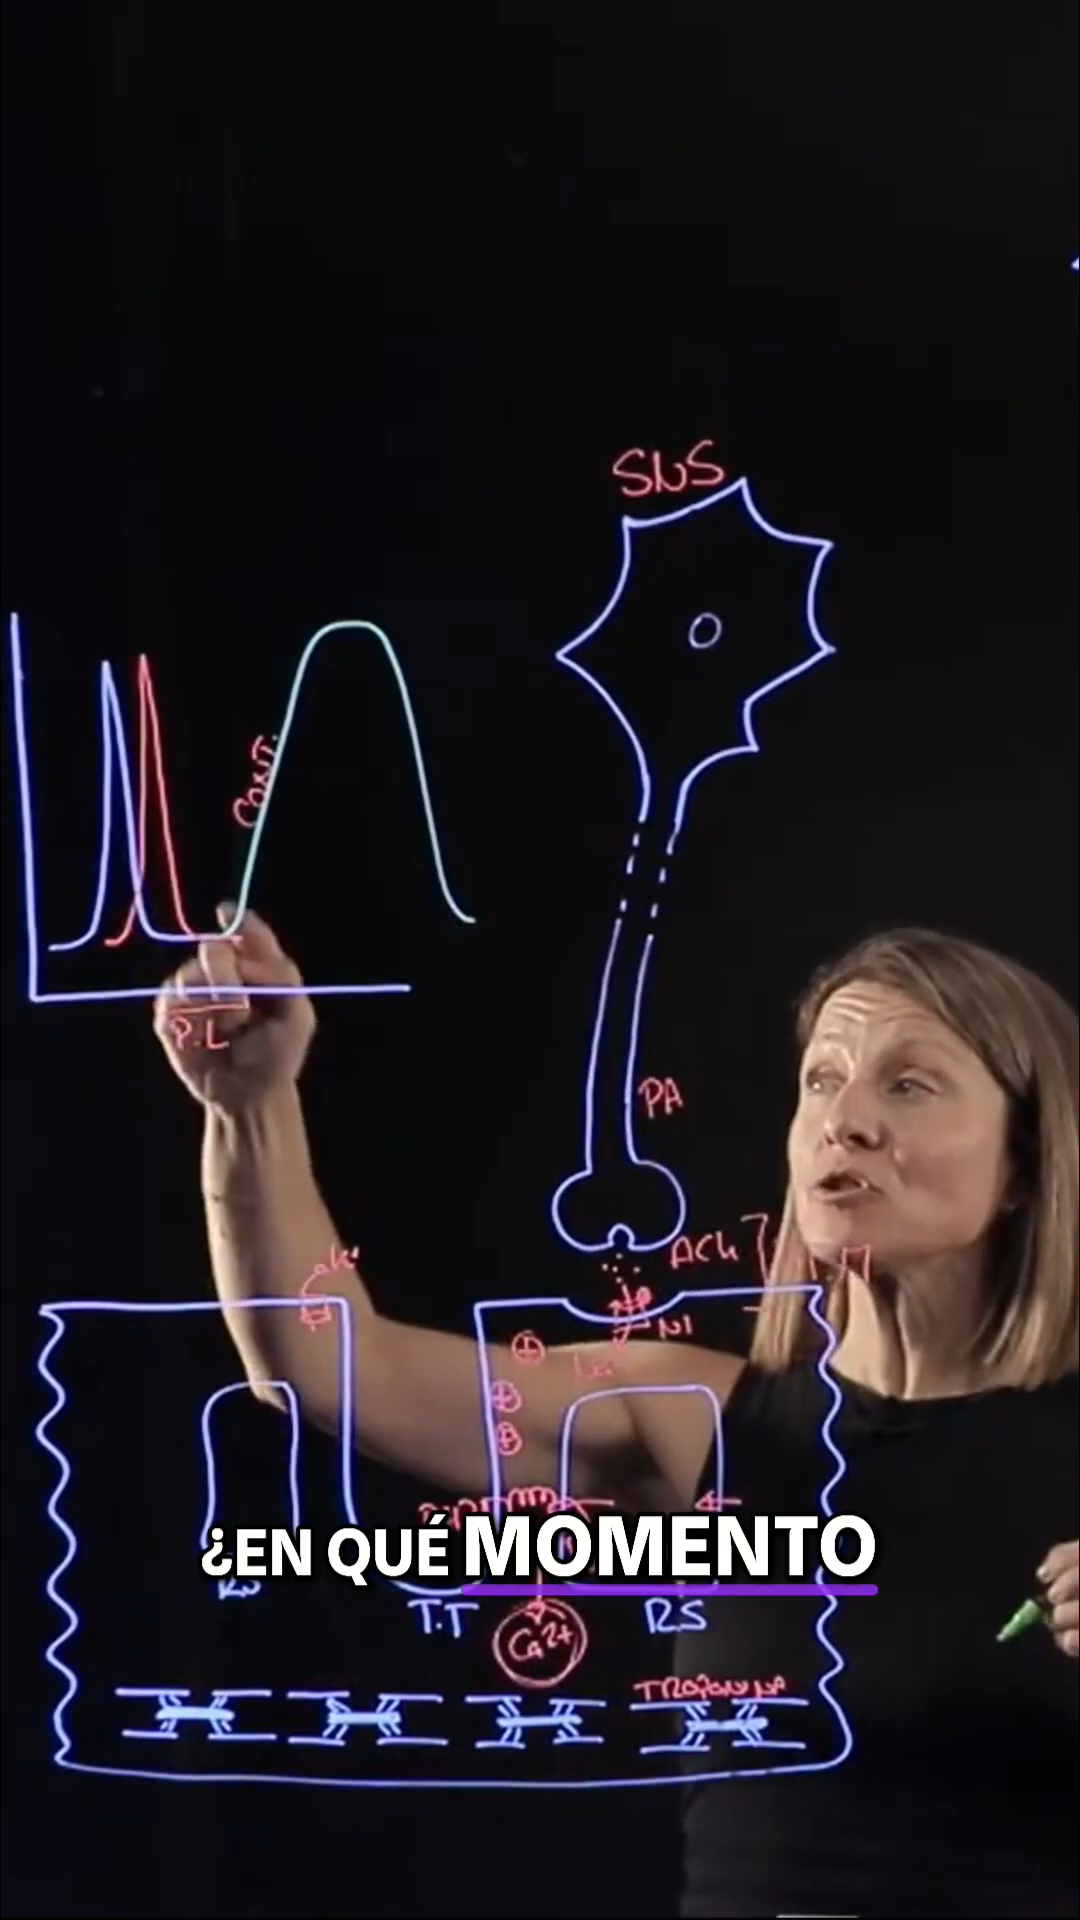 SNS
CONT.
P.L
PA
ACh
N1
¿EN QUÉ MOMENTO
T.T
RS
Ca²⁺
TROPONINA